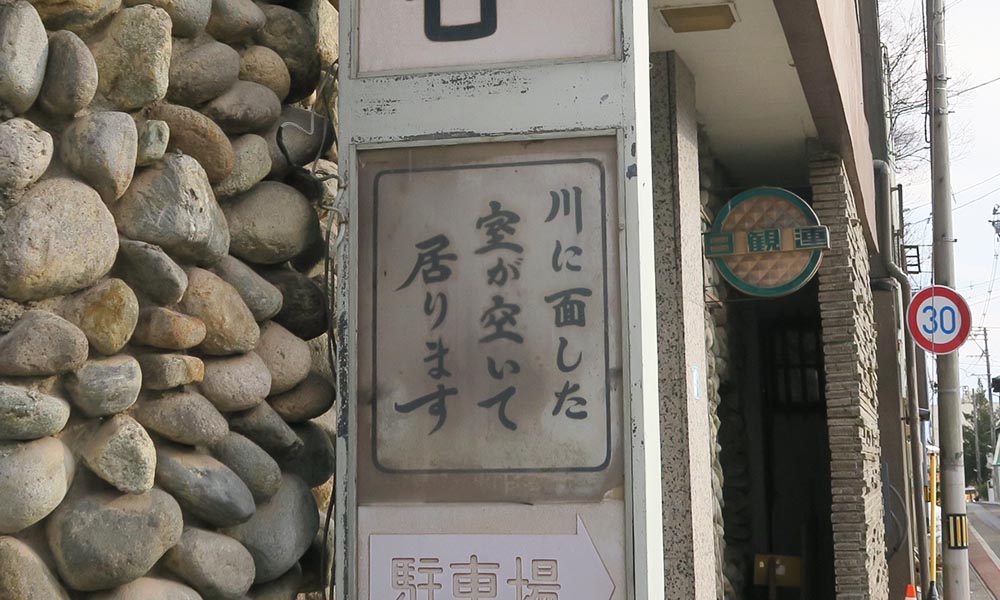 川に面した
室が空いて
居ります
駐車場
観
30